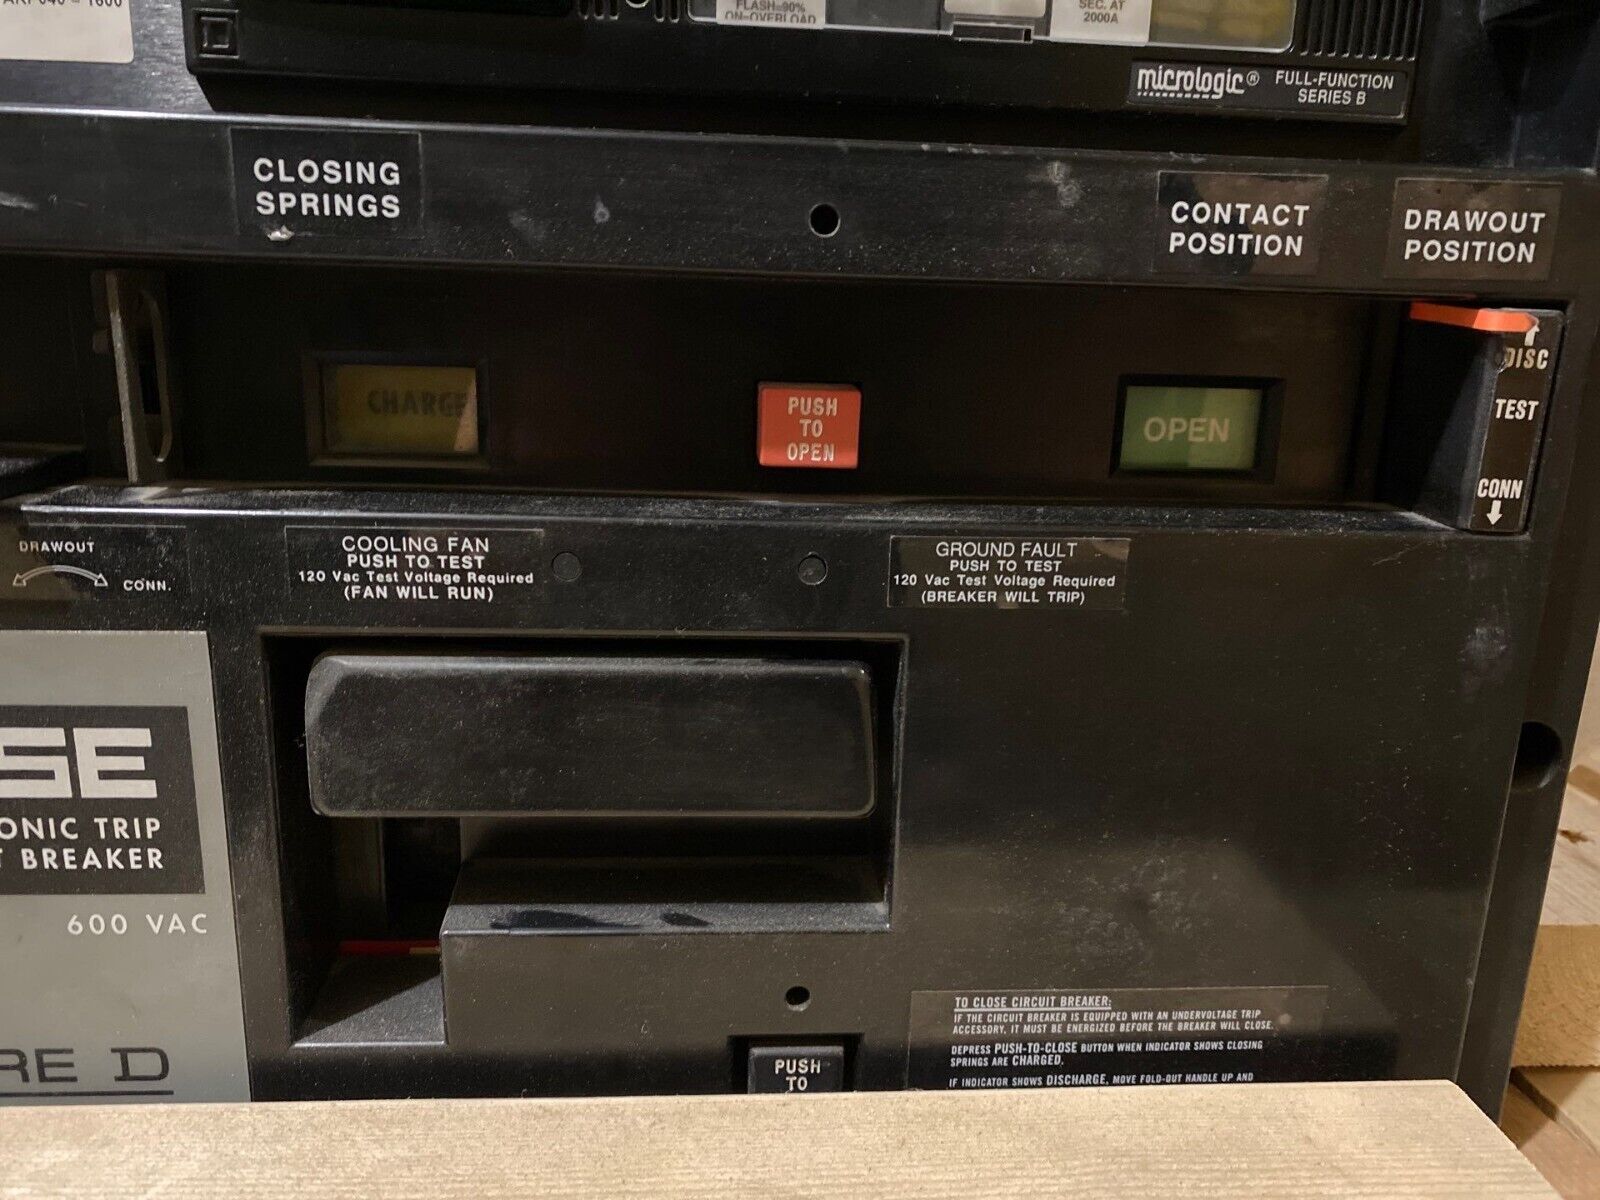 1600
FLASH=90%
ON-OVERLOAD
SEC. AT
2000A
D
micrologic® FULL-FUNCTION
SERIES B
CLOSING
SPRINGS
CONTACT
POSITION
DRAWOUT
POSITION
CHARGE
PUSH
TO
OPEN
OPEN
DISC
TEST
CONN
DRAWOUT
CONN.
COOLING FAN
PUSH TO TEST
120 Vac Test Voltage Required
(FAN WILL RUN)
GROUND FAULT
PUSH TO TEST
120 Vac Test Voltage Required
(BREAKER WILL TRIP)
SE
ONIC TRIP
T BREAKER
600 VAC
RE D
TO CLOSE CIRCUIT BREAKER:
IF THE CIRCUIT BREAKER IS EQUIPPED WITH AN UNDERVOLTAGE TRIP
ACCESSORY, IT MUST BE ENERGIZED BEFORE THE BREAKER WILL CLOSE.
DEPRESS PUSH-TO-CLOSE BUTTON WHEN INDICATOR SHOWS CLOSING
SPRINGS ARE CHARGED.
IF INDICATOR SHOWS DISCHARGE, MOVE FOLD-OUT HANDLE UP AND
PUSH
TO